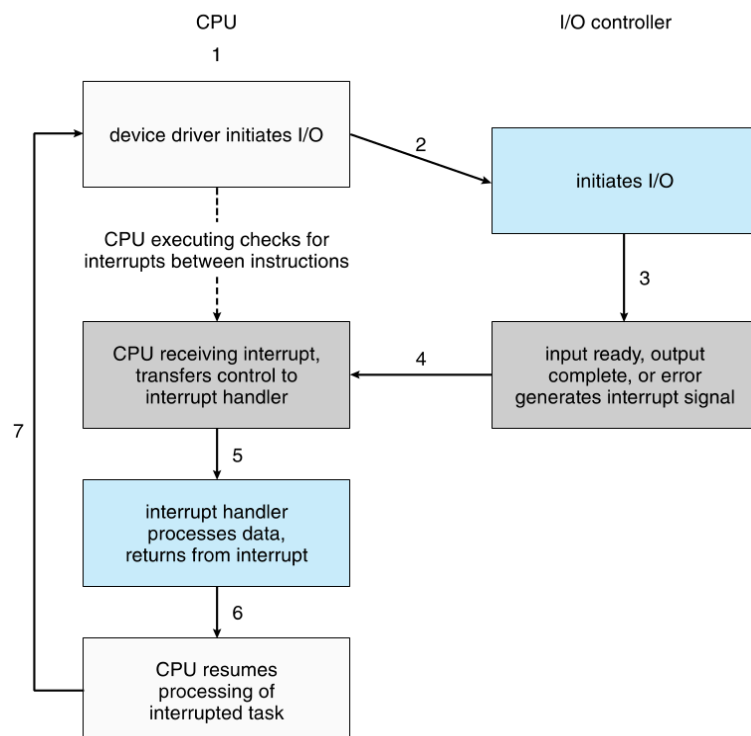 CPU
I/O controller
1
device driver initiates I/O
2
initiates I/O
CPU executing checks for
interrupts between instructions
3
CPU receiving interrupt,
transfers control to
interrupt handler
4
input ready, output
complete, or error
generates interrupt signal
7
5
interrupt handler
processes data,
returns from interrupt
6
CPU resumes
processing of
interrupted task